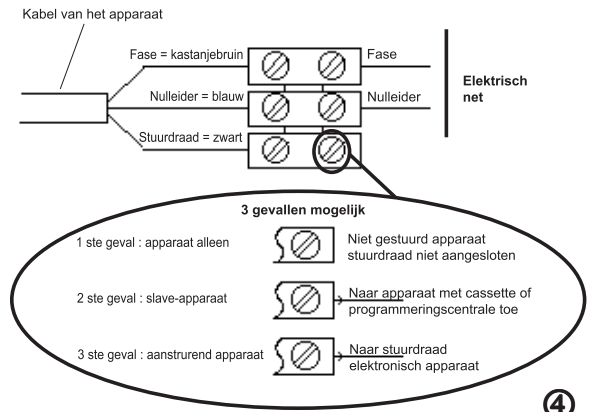 Kabel van het apparaat
Fase = kastanjebruin
Fase
Nulleider = blauw
Nulleider
Elektrisch
net
Stuurdraad = zwart
3 gevallen mogelijk
1 ste geval : apparaat alleen
Niet gestuurd apparaat
stuurdraad niet aangesloten
2 ste geval : slave-apparaat
Naar apparaat met cassette of
programmeringscentrale toe
3 ste geval : aanstrurend apparaat
Naar stuurdraad
elektronisch apparaat
4